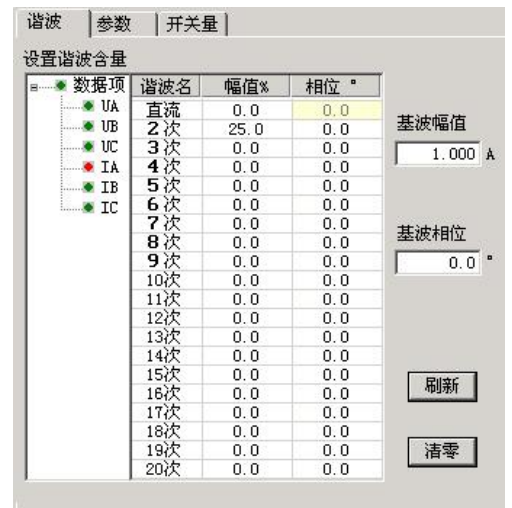 谐波 参数 开关量
设置谐波含量
数据项 谐波名 幅值% 相位 °
UA
UB
UC
IA
IB
IC
直流 0.0 0.0
2次 25.0 0.0
3次 0.0 0.0
4次 0.0 0.0
5次 0.0 0.0
6次 0.0 0.0
7次 0.0 0.0
8次 0.0 0.0
9次 0.0 0.0
10次 0.0 0.0
11次 0.0 0.0
12次 0.0 0.0
13次 0.0 0.0
14次 0.0 0.0
15次 0.0 0.0
16次 0.0 0.0
17次 0.0 0.0
18次 0.0 0.0
19次 0.0 0.0
20次 0.0 0.0
基波幅值
1.000 A
基波相位
0.0 °
刷新
清零